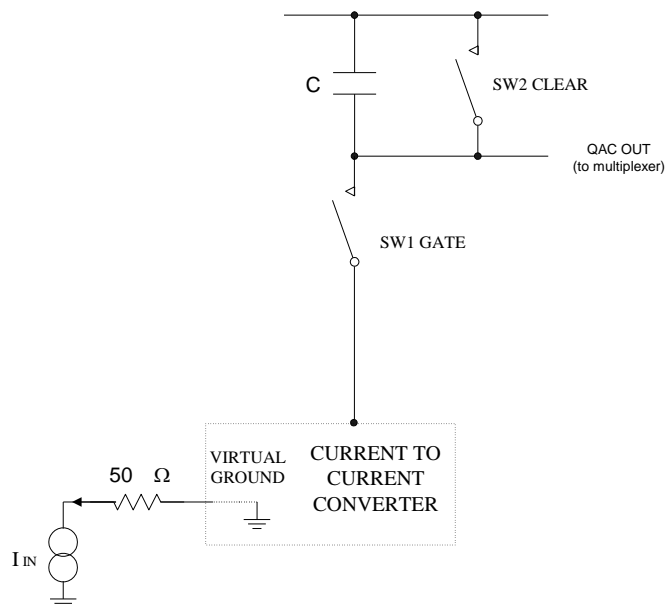 C
SW2 CLEAR
QAC OUT
(to multiplexer)
SW1 GATE
VIRTUAL
GROUND
CURRENT TO
CURRENT
CONVERTER
50 Ω
I IN